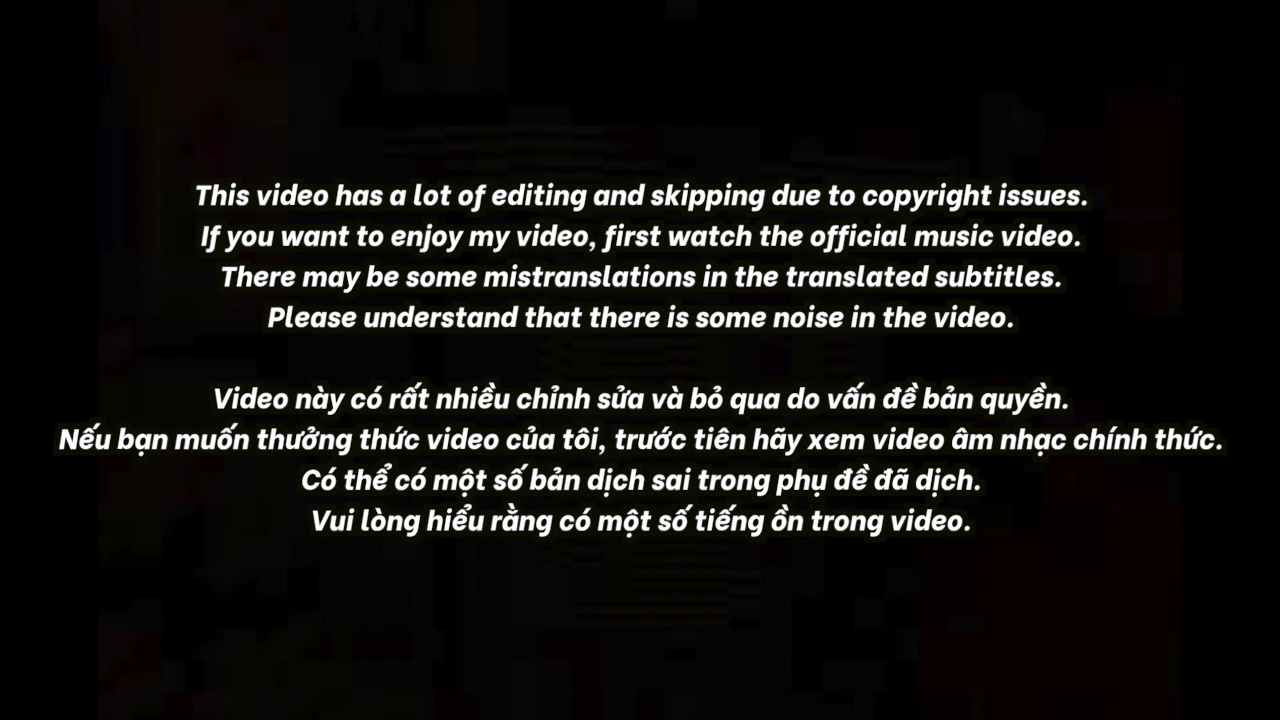 This video has a lot of editing and skipping due to copyright issues.
If you want to enjoy my video, first watch the official music video.
There may be some mistranslations in the translated subtitles.
Please understand that there is some noise in the video.
Video này có rất nhiều chỉnh sửa và bỏ qua do vấn đề bản quyền.
Nếu bạn muốn thưởng thức video của tôi, trước tiên hãy xem video âm nhạc chính thức.
Có thể có một số bản dịch sai trong phụ đề đã dịch.
Vui lòng hiểu rằng có một số tiếng ồn trong video.